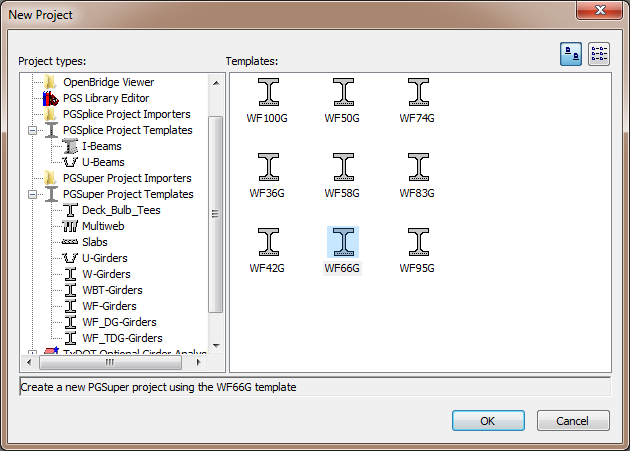 New Project
Project types:
Templates:
OpenBridge Viewer
PGS Library Editor
PGSplice Project Importers
PGSplice Project Templates
I-Beams
U-Beams
PGSuper Project Importers
PGSuper Project Templates
Deck_Bulb_Tees
Multiweb
Slabs
U-Girders
W-Girders
WBT-Girders
WF-Girders
WF_DG-Girders
WF_TDG-Girders
TxDOT Optional Girder Analys
WF100G WF50G WF74G
WF36G WF58G WF83G
WF42G WF66G WF95G
Create a new PGSuper project using the WF66G template
OK
Cancel